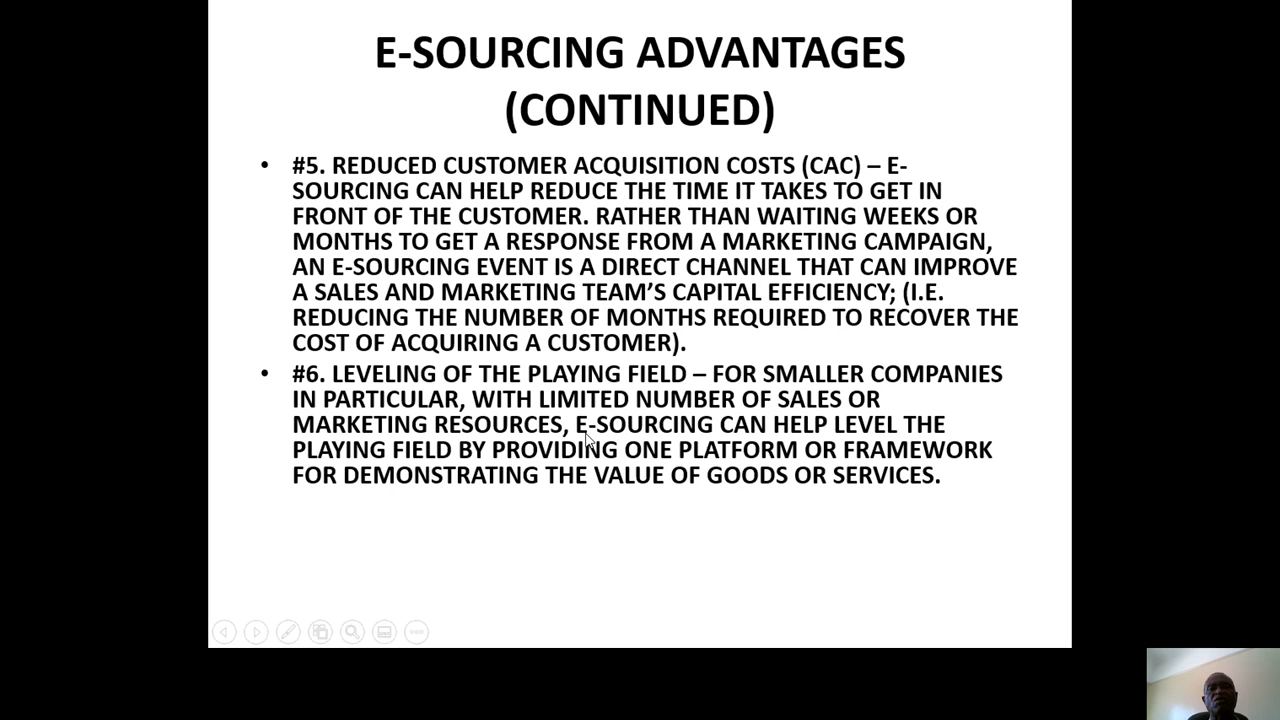 E-SOURCING ADVANTAGES
(CONTINUED)
• #5. REDUCED CUSTOMER ACQUISITION COSTS (CAC) – E-
SOURCING CAN HELP REDUCE THE TIME IT TAKES TO GET IN
FRONT OF THE CUSTOMER. RATHER THAN WAITING WEEKS OR
MONTHS TO GET A RESPONSE FROM A MARKETING CAMPAIGN,
AN E-SOURCING EVENT IS A DIRECT CHANNEL THAT CAN IMPROVE
A SALES AND MARKETING TEAM’S CAPITAL EFFICIENCY; (I.E.
REDUCING THE NUMBER OF MONTHS REQUIRED TO RECOVER THE
COST OF ACQUIRING A CUSTOMER).
• #6. LEVELING OF THE PLAYING FIELD – FOR SMALLER COMPANIES
IN PARTICULAR, WITH LIMITED NUMBER OF SALES OR
MARKETING RESOURCES, E-SOURCING CAN HELP LEVEL THE
PLAYING FIELD BY PROVIDING ONE PLATFORM OR FRAMEWORK
FOR DEMONSTRATING THE VALUE OF GOODS OR SERVICES.